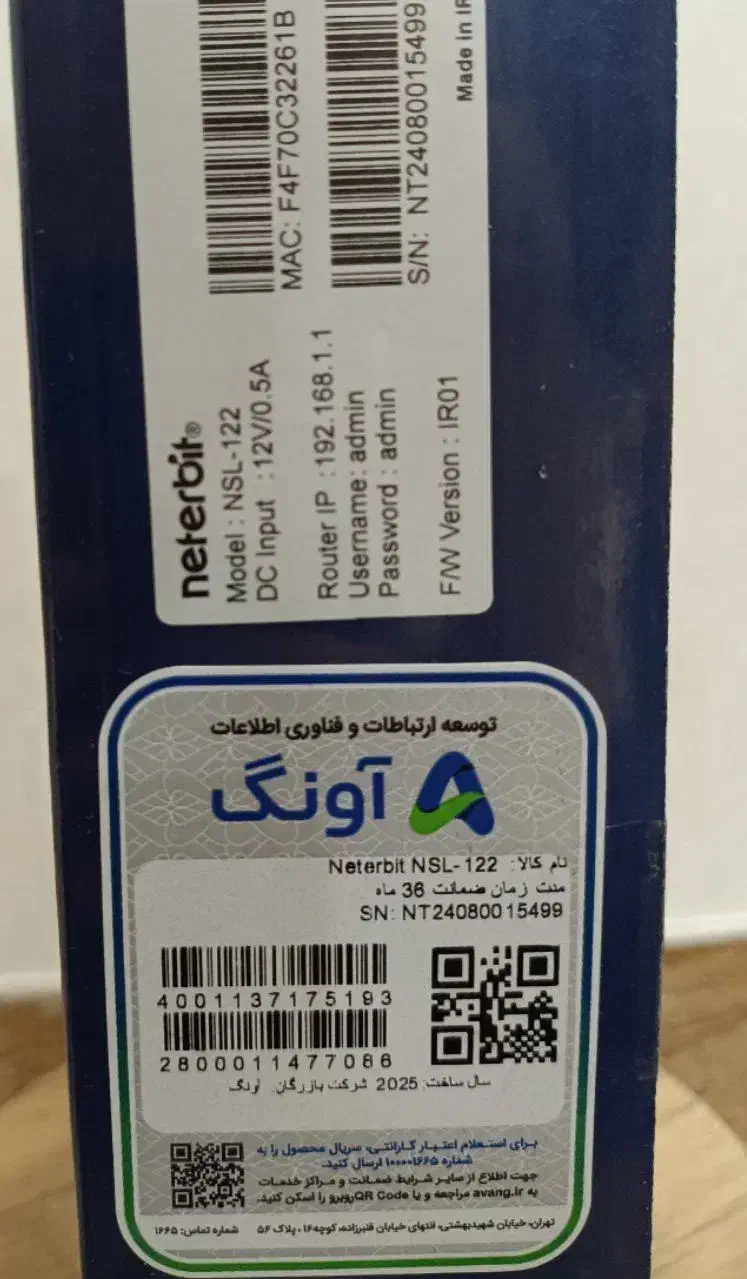 neterbit®
Model : NSL-122
DC Input : 12V/0.5A
MAC: F4F70C32261B
Router IP : 192.168.1.1
Username: admin
Password : admin
S/N: NT24080015499
F/W Version : IR01
Made in IR
توسعه ارتباطات و فناوری اطلاعات
آونگ
نام کالا: Neterbit NSL-122
مدت زمان ضمانت 36 ماه
SN: NT24080015499
4001137175193
2800011477086
سال ساخت: 2025 شرکت بازرگانی آونگ
برای استعلام اعتبار گارانتی، سریال محصول را به
شماره ۱۰۰۰۰۱۶۶۵ ارسال کنید.
جهت اطلاع از سایر شرایط ضمانت و مراکز خدمات
به avang.ir مراجعه و یا QR Code روبرو را اسکن کنید.
تهران، خیابان شهیدبهشتی، انتهای خیابان قنبرزاده، کوچه۱۶، پلاک ۵۶
شماره تماس: ۱۶۶۵